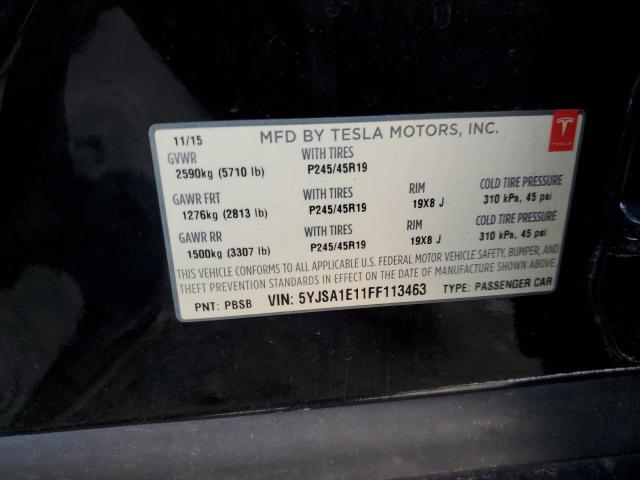 11/15 MFD BY TESLA MOTORS, INC.
TESLA
GVWR WITH TIRES
2590kg (5710 lb) P245/45R19
GAWR FRT WITH TIRES RIM COLD TIRE PRESSURE
1276kg (2813 lb) P245/45R19 19X8 J 310 kPa, 45 psi
GAWR RR WITH TIRES RIM COLD TIRE PRESSURE
1500kg (3307 lb) P245/45R19 19X8 J 310 kPa, 45 psi
THIS VEHICLE CONFORMS TO ALL APPLICABLE U.S. FEDERAL MOTOR VEHICLE SAFETY, BUMPER, AND
THEFT PREVENTION STANDARDS IN EFFECT ON THE DATE OF MANUFACTURE SHOWN ABOVE.
PNT: PBSB VIN: 5YJSA1E11FF113463 TYPE: PASSENGER CAR